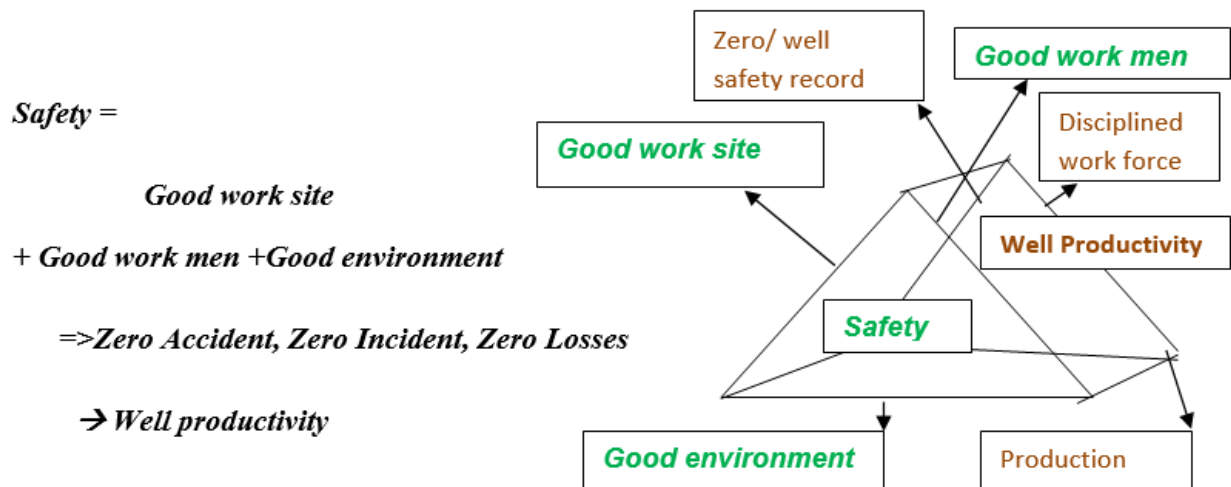 Safety =
Good work site
+ Good work men +Good environment
=>Zero Accident, Zero Incident, Zero Losses
→ Well productivity
Zero/ well
safety record
Good work men
Good work site
Disciplined
work force
Well Productivity
Safety
Good environment
Production